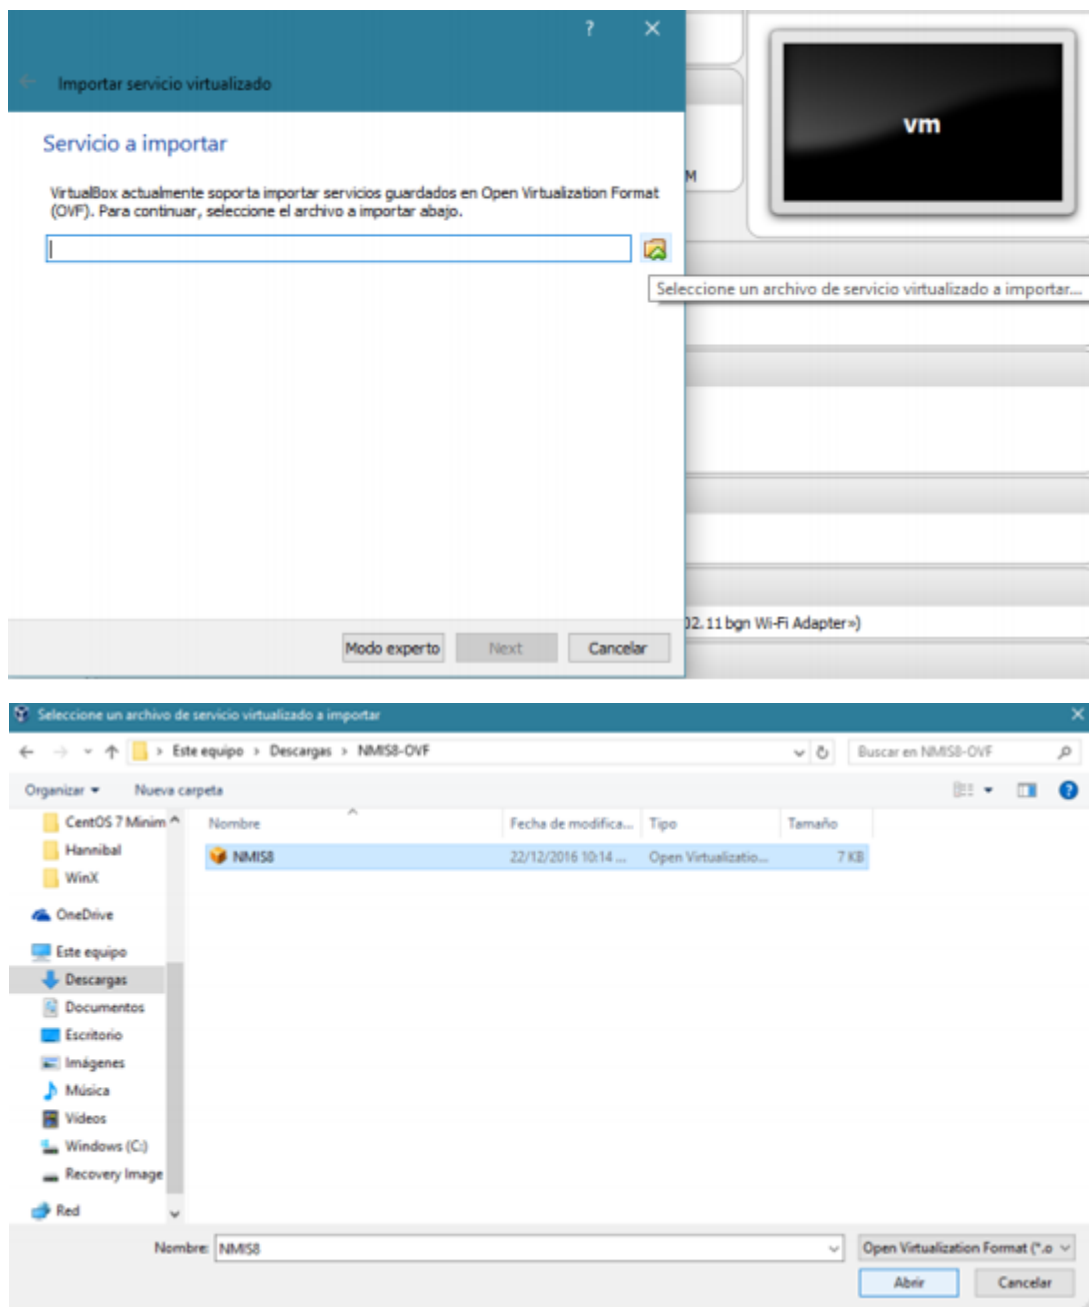 ?
Importar servicio virtualizado
vm
Servicio a importar
M
VirtualBox actualmente soporta importar servicios guardados en Open Virtualization Format
(OVF). Para continuar, seleccione el archivo a importar abajo.
Seleccione un archivo de servicio virtualizado a importar...
02.11 bgn Wi-Fi Adapter»)
Modo experto Next Cancelar
Seleccione un archivo de servicio virtualizado a importar
Este equipo > Descargas > NMIS8-OVF
Buscar en NMIS8-OVF
Organizar Nueva carpeta
?
CentOS 7 Minim Nombre Fecha de modifica... Tipo Tamaño
Hannibal NMIS8 22/12/2016 10:14 ... Open Virtualizatio... 7 KB
WinX
OneDrive
Este equipo
Descargas
Documentos
Escritorio
Imágenes
Música
Vídeos
Windows (C:)
Recovery Image
Red
Nombre: NMIS8 Open Virtualization Format (*.o
Abrir Cancelar